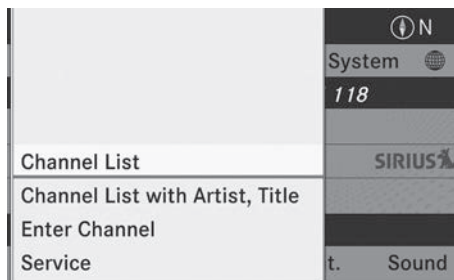 N
System
118
Channel List
SIRIUS
Channel List with Artist, Title
Enter Channel
Service
t.
Sound